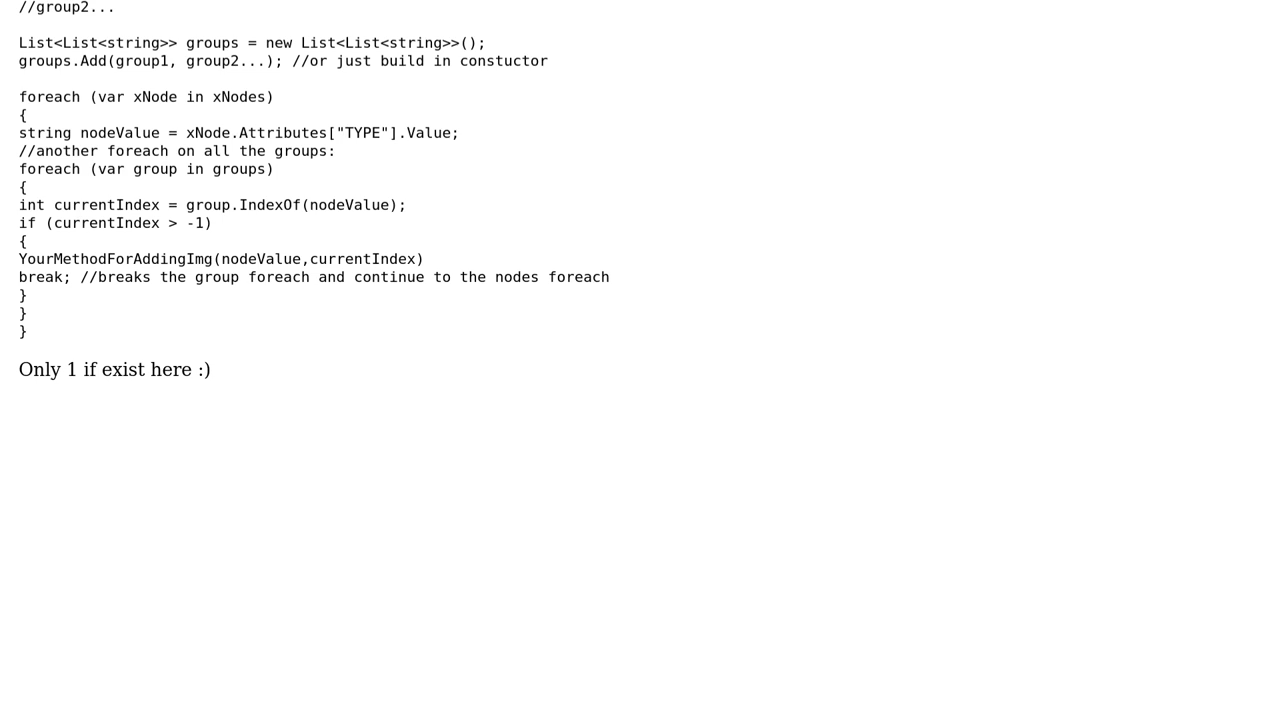 //group2...
List<List<string>> groups = new List<List<string>>();
groups.Add(group1, group2...); //or just build in constuctor
foreach (var xNode in xNodes)
{
string nodeValue = xNode.Attributes["TYPE"].Value;
//another foreach on all the groups:
foreach (var group in groups)
{
int currentIndex = group.IndexOf(nodeValue);
if (currentIndex > -1)
{
YourMethodForAddingImg(nodeValue,currentIndex)
break; //breaks the group foreach and continue to the nodes foreach
}
}
}
Only 1 if exist here :)